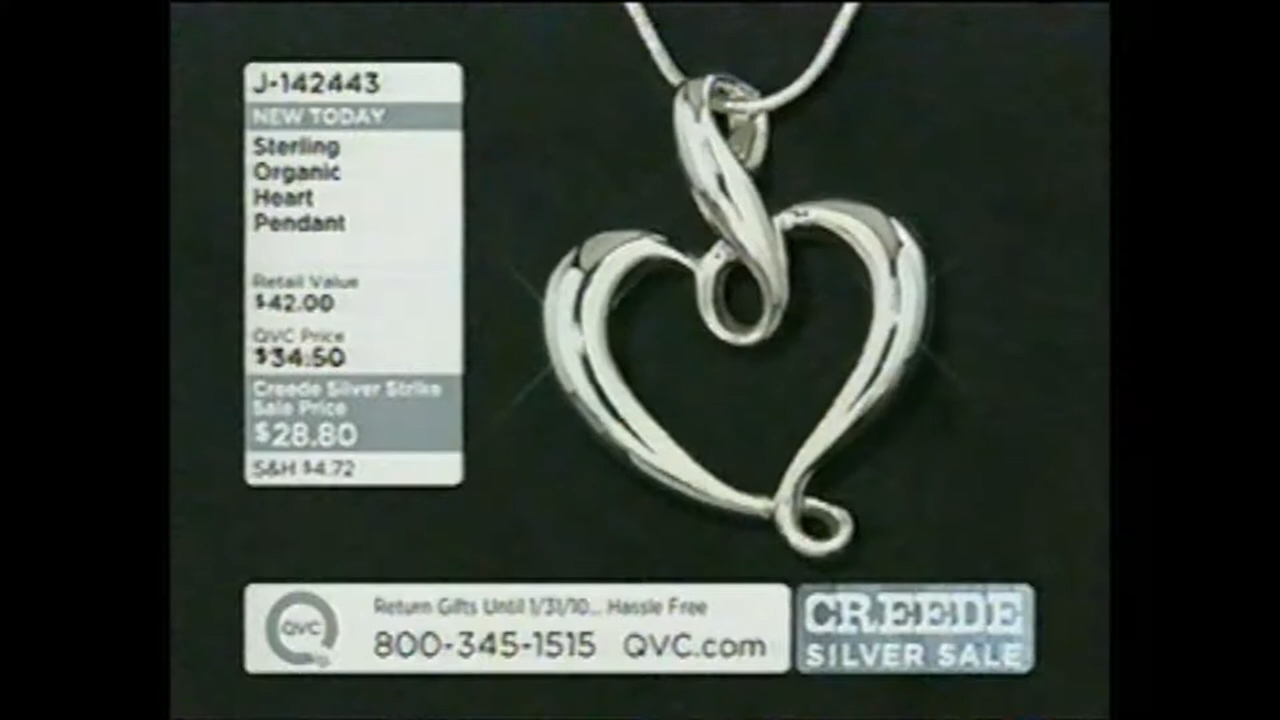 J-142443
NEW TODAY
Sterling
Organic
Heart
Pendant
Retail Value
$42.00
QVC Price
$34.50
Creede Silver Strike
Sale Price
$28.80
S&H $4.72
QVC
Return Gifts Until 1/31/10... Hassle Free
800-345-1515 QVC.com
CREEDE
SILVER SALE